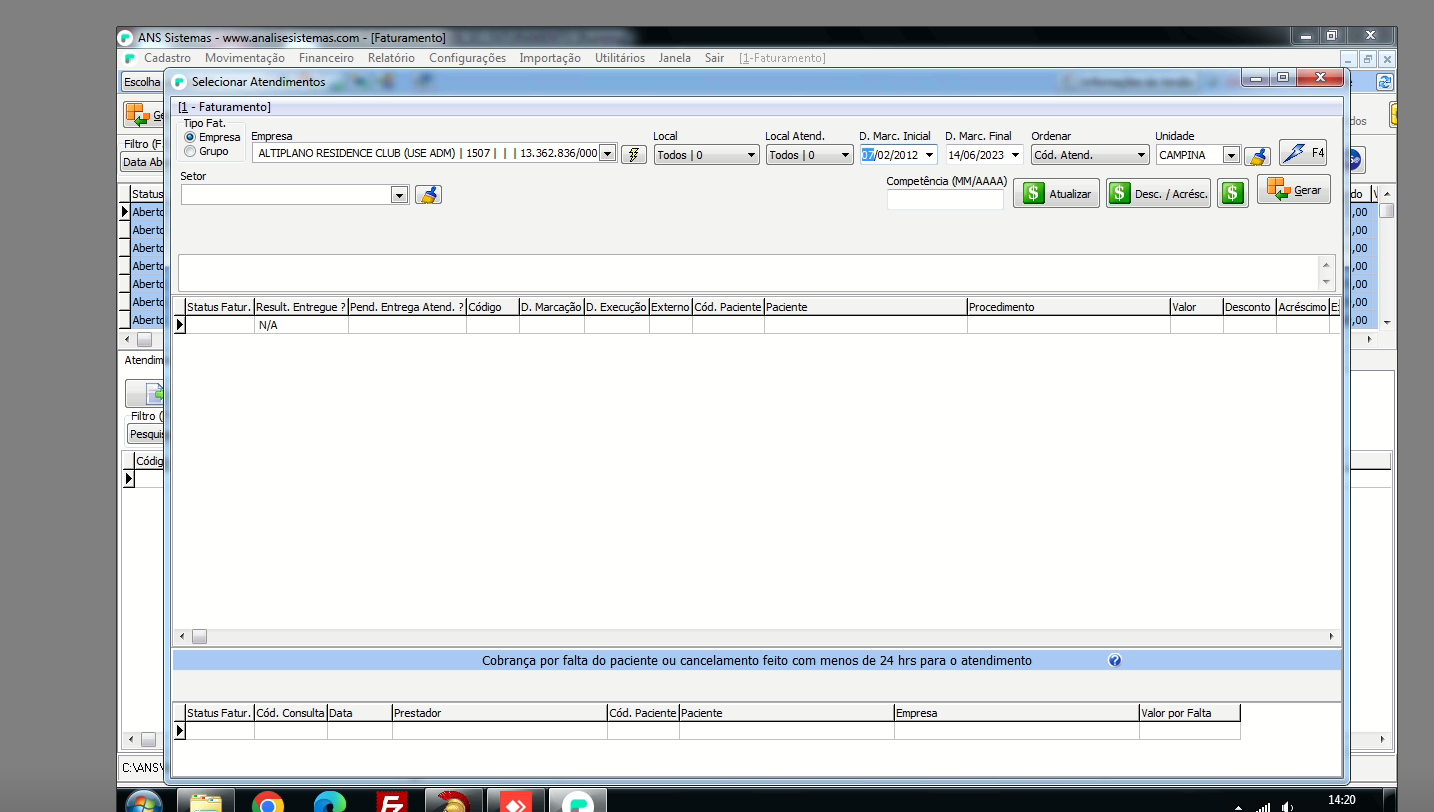 ANS Sistemas - www.analisesistemas.com - [Faturamento]
Cadastro Movimentação Financeiro Relatório Configurações Importação Utilitários Janela Sair [1-Faturamento]
Escolha
Selecionar Atendimentos
[1 - Faturamento]
Tipo Fat.
Empresa
Grupo
Empresa
ALTIPLANO RESIDENCE CLUB (USE ADM) | 1507 | | | 13.362.836/000
Local
Todos | 0
Local Atend.
Todos | 0
D. Marc. Inicial
07/02/2012
D. Marc. Final
14/06/2023
Ordenar
Cód. Atend.
Unidade
CAMPINA
F4
Setor
Competência (MM/AAAA)
Atualizar
Desc. / Acrésc.
Gerar
Ge
dos
Filtro (F
Data Ab
Status
do
Aberto ,00
Aberto ,00
Aberto ,00
Aberto ,00
Aberto ,00
Aberto ,00
Aberto ,00
Status Fatur. Result. Entregue ? Pend. Entrega Atend. ? Código D. Marcação D. Execução Externo Cód. Paciente Paciente Procedimento Valor Desconto Acréscimo
N/A
Atendim
Filtro (
Pesquis
Códig
Cobrança por falta do paciente ou cancelamento feito com menos de 24 hrs para o atendimento
Status Fatur. Cód. Consulta Data Prestador Cód. Paciente Paciente Empresa Valor por Falta
C:\ANS\
14:20